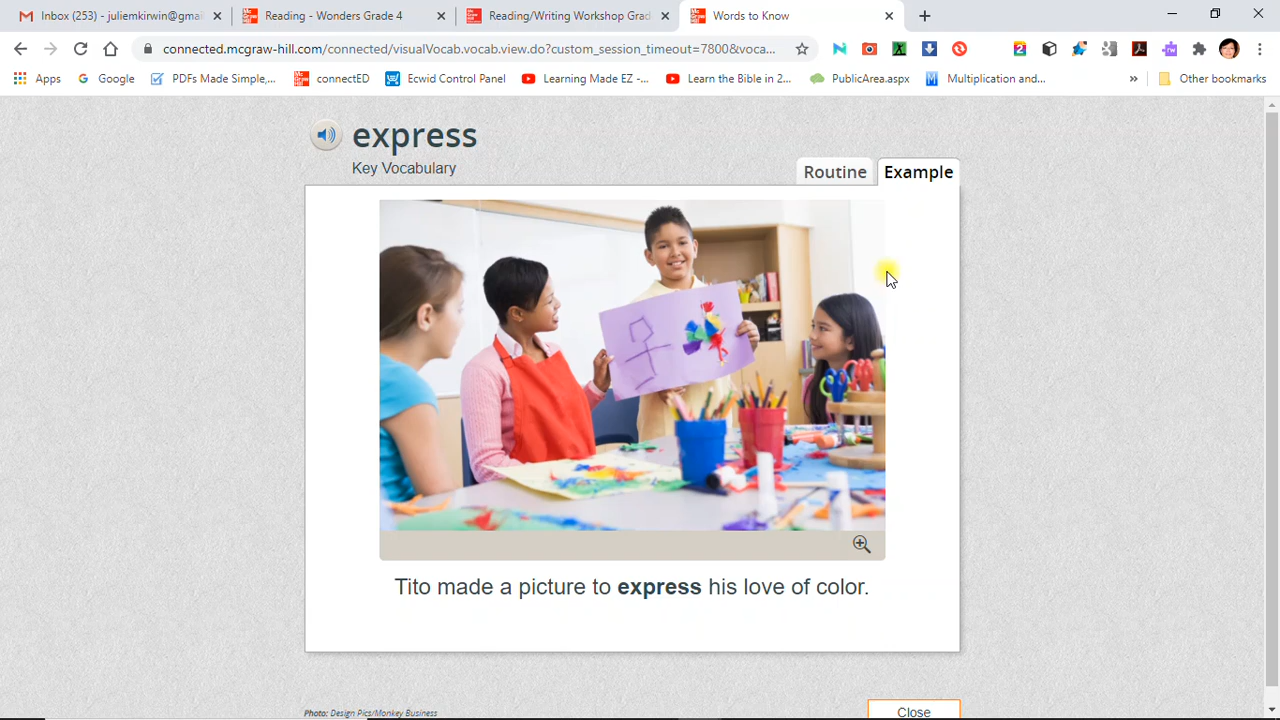 Inbox (253) - juliemkirwin@gma
Reading - Wonders Grade 4
Reading/Writing Workshop Grad
Words to Know
connected.mcgraw-hill.com/connected/visualVocab.vocab.view.do?custom_session_timeout=7800&voca...
Apps
Google
PDFs Made Simple,...
connectED
Ecwid Control Panel
Learning Made EZ -...
Learn the Bible in 2...
PublicArea.aspx
Multiplication and...
»
Other bookmarks
express
Key Vocabulary
Routine
Example
Tito made a picture to express his love of color.
Photo: Design Pics/Monkey Business
Close